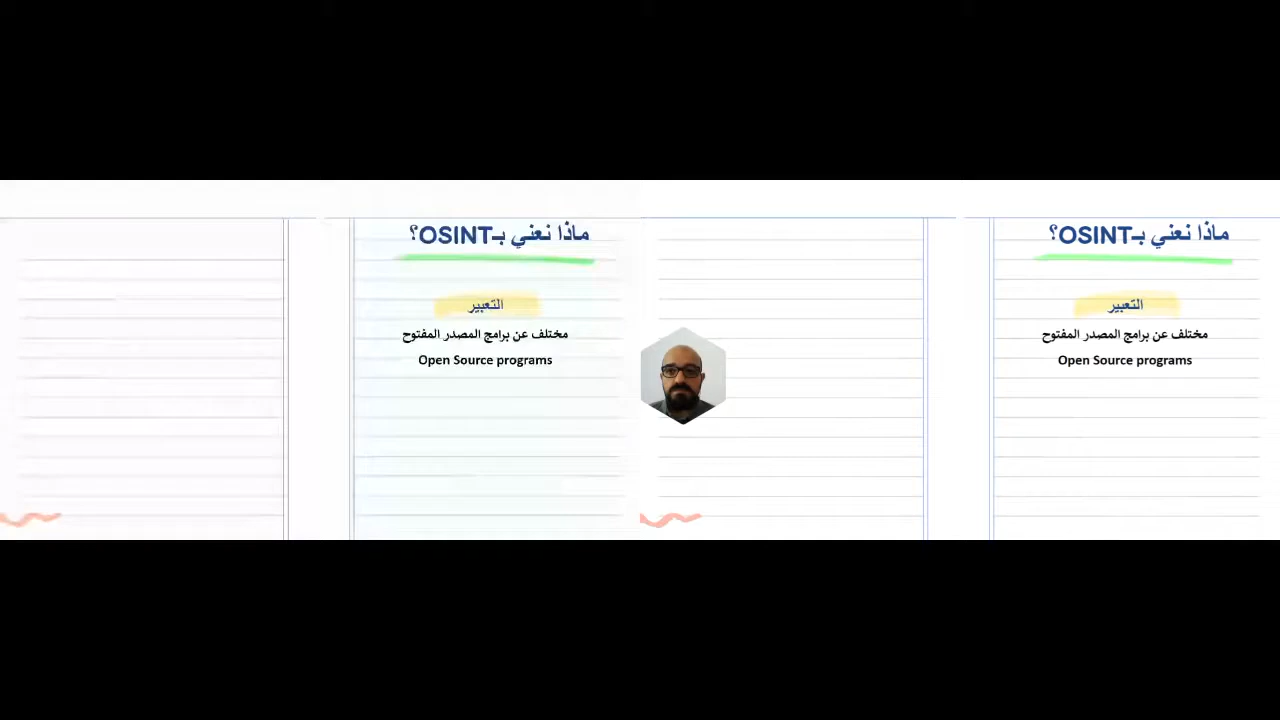 ماذا نعني بـOSINT؟
التعبير
مختلف عن برامج المصدر المفتوح
Open Source programs
ماذا نعني بـOSINT؟
التعبير
مختلف عن برامج المصدر المفتوح
Open Source programs